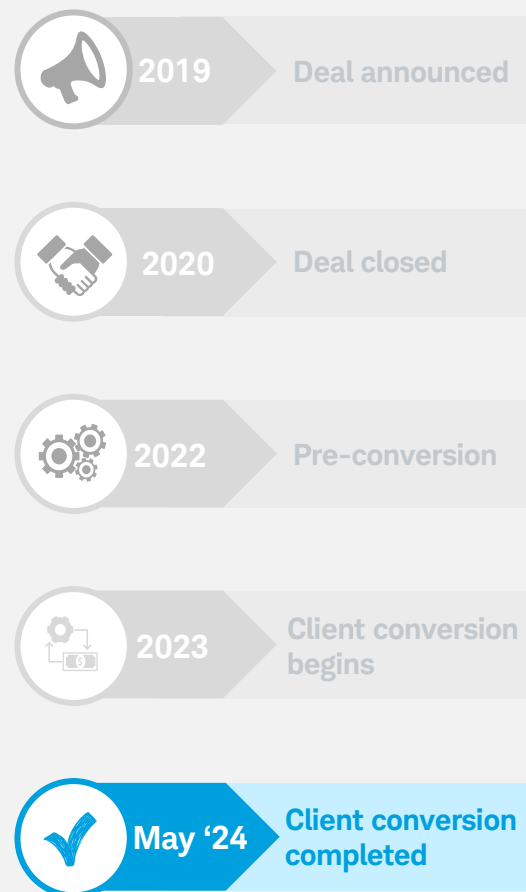 2019
Deal announced
2020
Deal closed
2022
Pre-conversion
2023
Client conversion
begins
May ‘24
Client conversion
completed